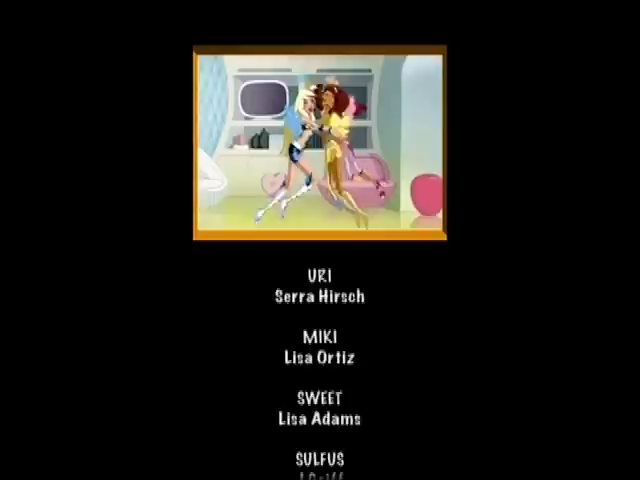 URI
Serra Hirsch
MIKI
Lisa Ortiz
SWEET
Lisa Adams
SULFUS